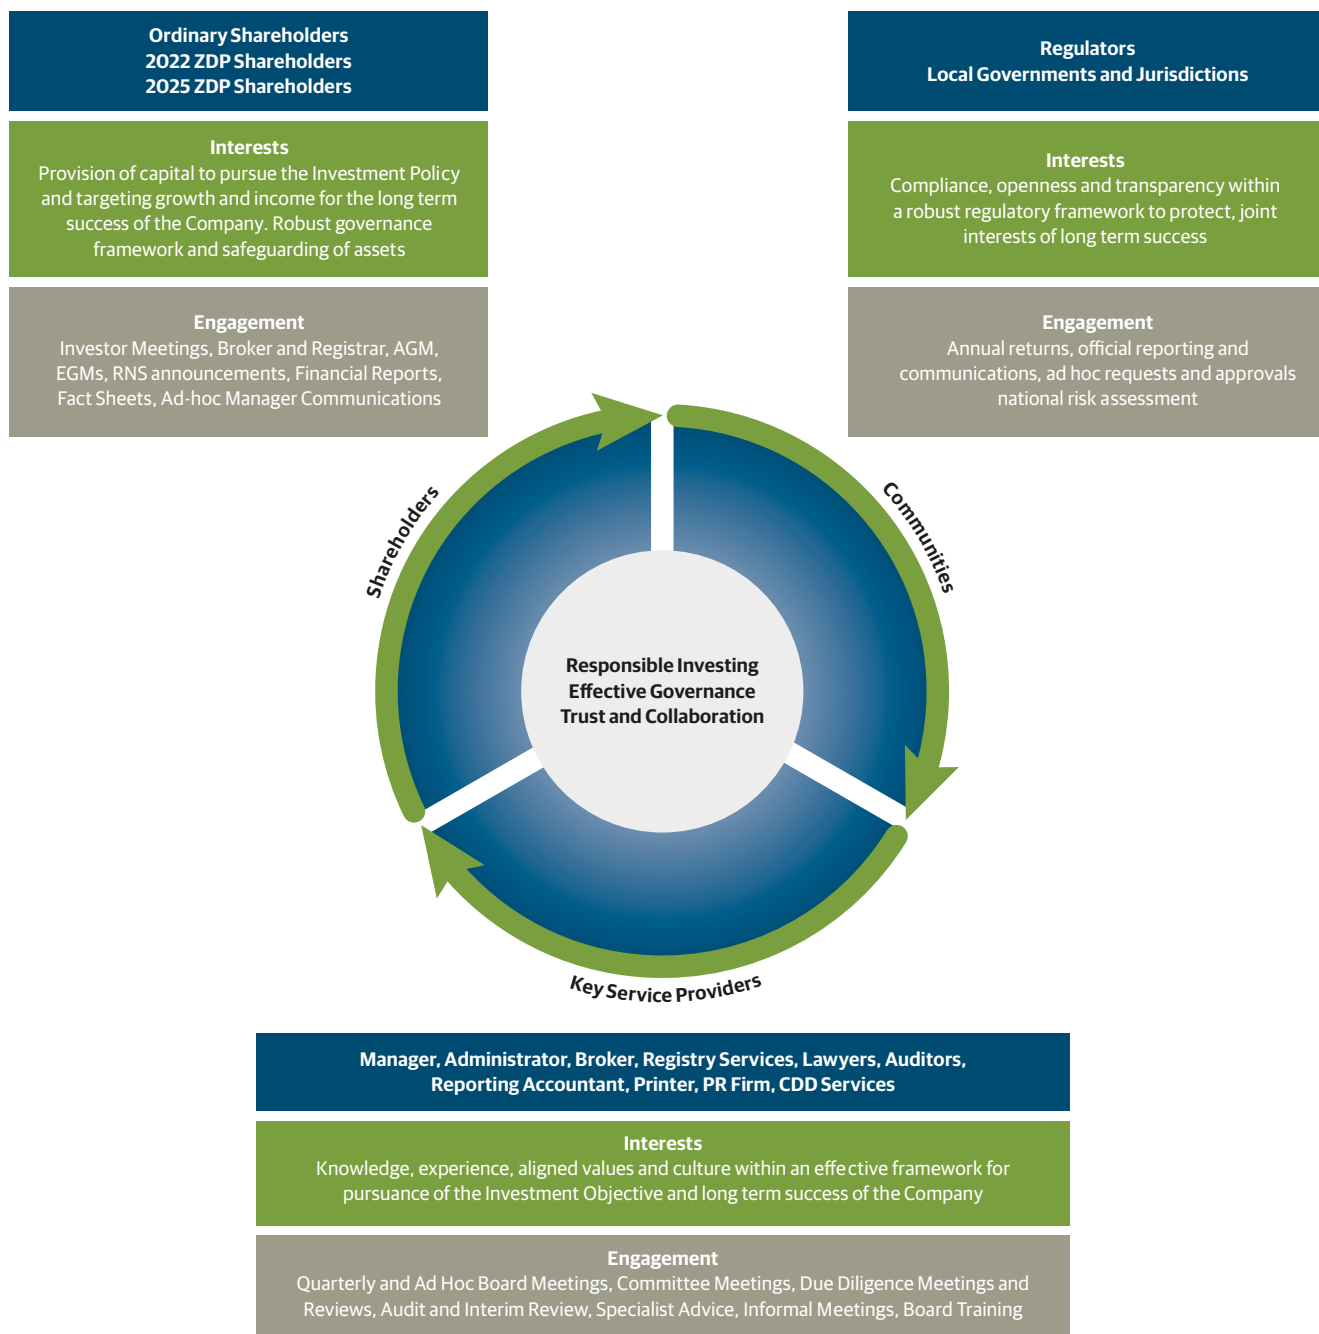 Ordinary Shareholders
2022 ZDP Shareholders
2025 ZDP Shareholders
Interests
Provision of capital to pursue the Investment Policy
and targeting growth and income for the long term
success of the Company. Robust governance
framework and safeguarding of assets
Engagement
Investor Meetings, Broker and Registrar, AGM,
EGMs, RNS announcements, Financial Reports,
Fact Sheets, Ad-hoc Manager Communications
Regulators
Local Governments and Jurisdictions
Interests
Compliance, openness and transparency within
a robust regulatory framework to protect, joint
interests of long term success
Engagement
Annual returns, official reporting and
communications, ad hoc requests and approvals
national risk assessment
Shareholders
Communities
Responsible Investing
Effective Governance
Trust and Collaboration
Key Service Providers
Manager, Administrator, Broker, Registry Services, Lawyers, Auditors,
Reporting Accountant, Printer, PR Firm, CDD Services
Interests
Knowledge, experience, aligned values and culture within an effective framework for
pursuance of the Investment Objective and long term success of the Company
Engagement
Quarterly and Ad Hoc Board Meetings, Committee Meetings, Due Diligence Meetings and
Reviews, Audit and Interim Review, Specialist Advice, Informal Meetings, Board Training